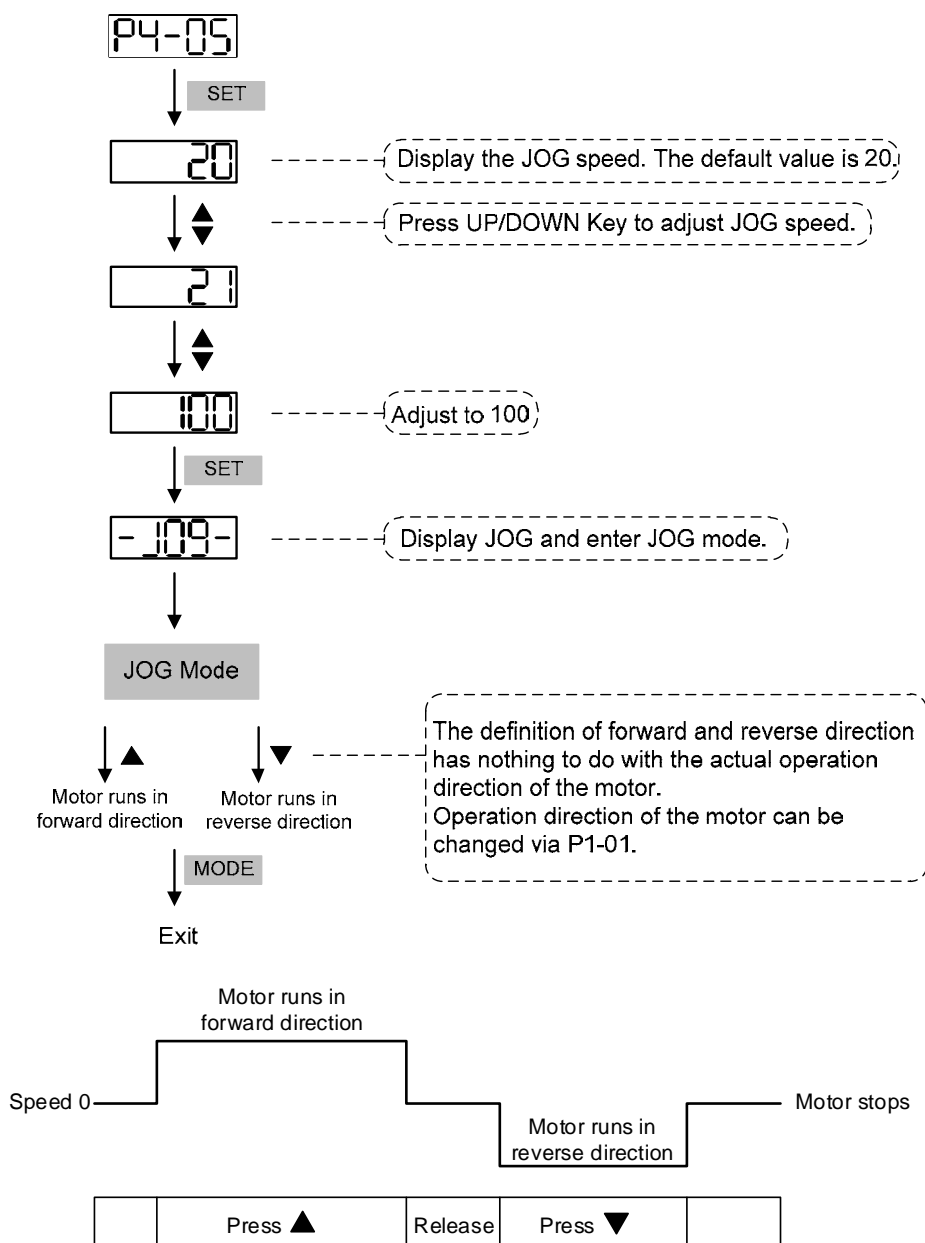 P4-05
SET
20
Display the JOG speed. The default value is 20.
▲
▼
Press UP/DOWN Key to adjust JOG speed.
21
▲
▼
100
Adjust to 100
SET
-JOG-
Display JOG and enter JOG mode.
JOG Mode
▲
▼
Motor runs in
forward direction
Motor runs in
reverse direction
The definition of forward and reverse direction
has nothing to do with the actual operation
direction of the motor.
Operation direction of the motor can be
changed via P1-01.
MODE
Exit
Motor runs in
forward direction
Speed 0
Motor stops
Motor runs in
reverse direction
Press ▲
Release
Press ▼